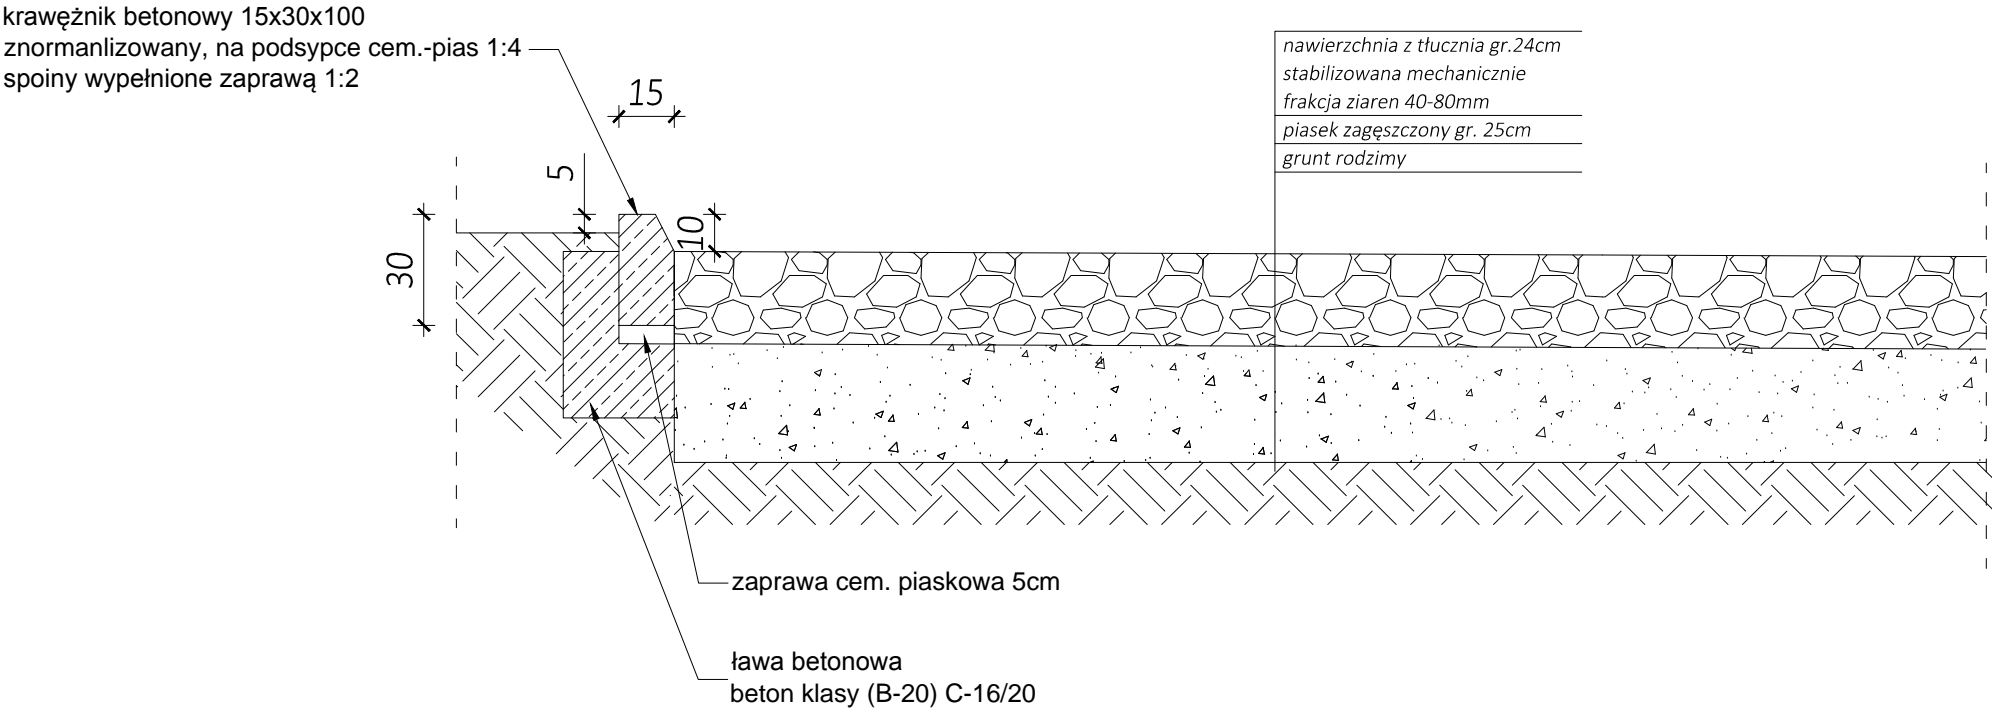 krawężnik betonowy 15x30x100
znormanlizowany, na podsypce cem.-pias 1:4
spoiny wypełnione zaprawą 1:2
nawierzchnia z tłucznia gr.24cm
stabilizowana mechanicznie
frakcja ziaren 40-80mm
piasek zagęszczony gr. 25cm
grunt rodzimy
15
5
10
30
zaprawa cem. piaskowa 5cm
ława betonowa
beton klasy (B-20) C-16/20